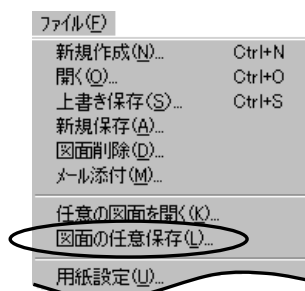 ﾌｧｲﾙ(F)
新規作成(N)... Ctrl+N
開く(O)... Ctrl+O
上書き保存(S)... Ctrl+S
新規保存(A)...
図面削除(D)...
ﾒｰﾙ添付(M)...
任意の図面を開く(K)...
図面の任意保存(L)...
用紙設定(U)...